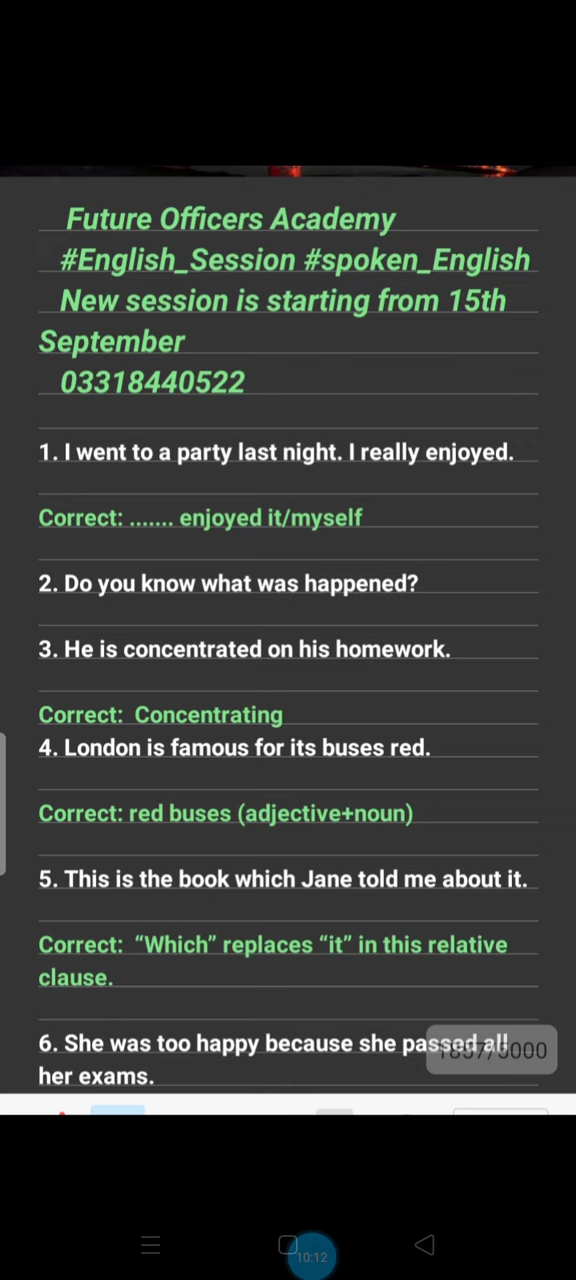 Future Officers Academy
#English_Session #spoken_English
New session is starting from 15th
September
03318440522
1. I went to a party last night. I really enjoyed.
Correct: ....... enjoyed it/myself
2. Do you know what was happened?
3. He is concentrated on his homework.
Correct: Concentrating
4. London is famous for its buses red.
Correct: red buses (adjective+noun)
5. This is the book which Jane told me about it.
Correct: “Which” replaces “it” in this relative
clause.
6. She was too happy because she passed all
1857/5000
her exams.
10:12